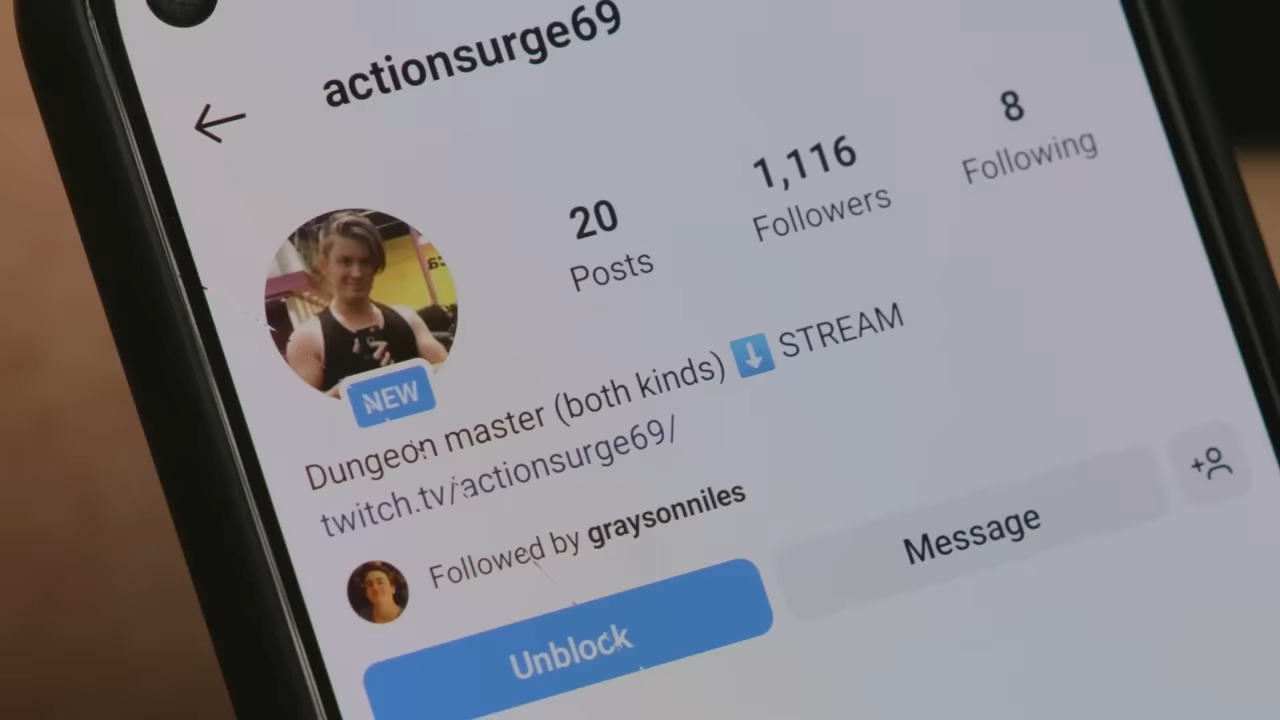 actionsurge69
20
Posts
1,116
Followers
8
Following
NEW
Dungeon master (both kinds) ⬇️ STREAM
twitch.tv/actionsurge69/
Followed by graysonniles
Unblock
Message